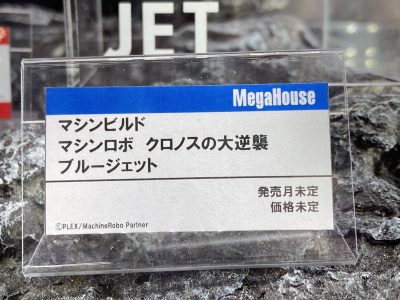 JET
MegaHouse
マシンビルド
マシンロボ クロノスの大逆襲
ブルージェット
発売月未定
価格未定
©PLEX/MachineRobo Partner